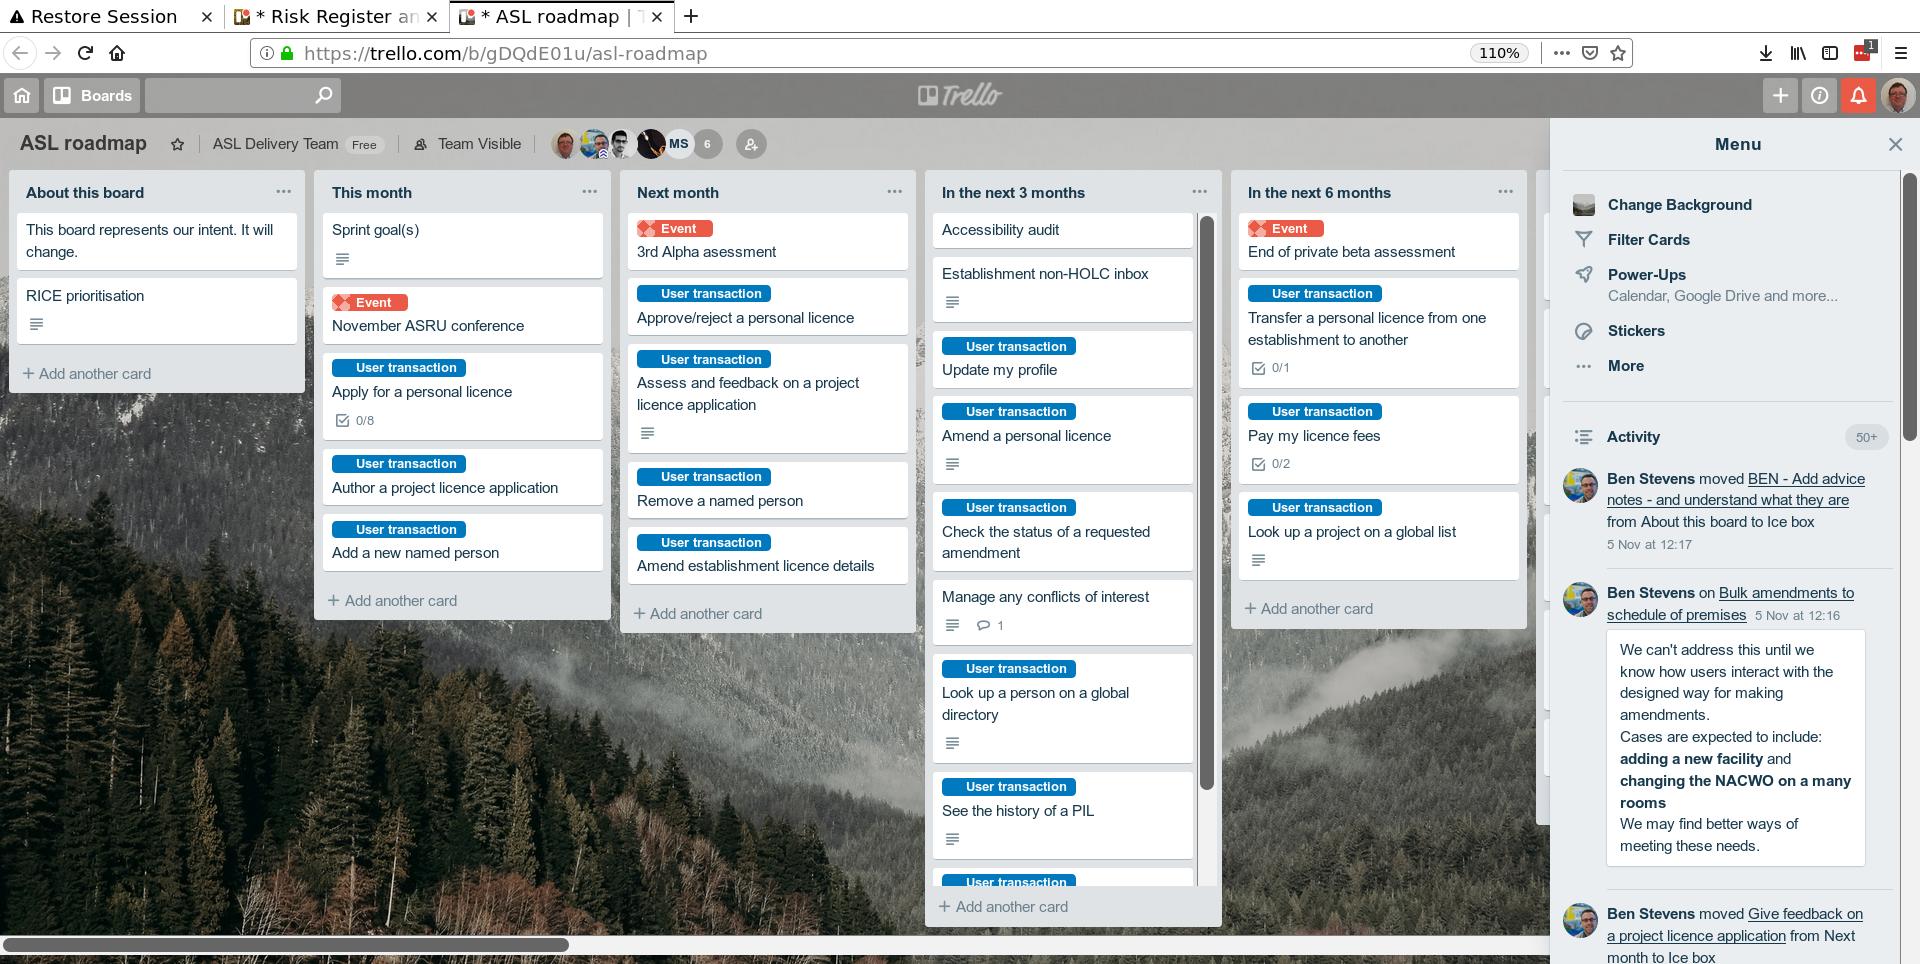 Restore Session
* Risk Register an
* ASL roadmap | T
https://trello.com/b/gDQdE01u/asl-roadmap
110%
1
Boards
Trello
ASL roadmap
ASL Delivery Team Free
Team Visible
MS
6
About this board
This board represents our intent. It will
change.
RICE prioritisation
+ Add another card
This month
Sprint goal(s)
Event
November ASRU conference
User transaction
Apply for a personal licence
0/8
User transaction
Author a project licence application
User transaction
Add a new named person
+ Add another card
Next month
Event
3rd Alpha asessment
User transaction
Approve/reject a personal licence
User transaction
Assess and feedback on a project
licence application
User transaction
Remove a named person
User transaction
Amend establishment licence details
+ Add another card
In the next 3 months
Accessibility audit
Establishment non-HOLC inbox
User transaction
Update my profile
User transaction
Amend a personal licence
User transaction
Check the status of a requested
amendment
Manage any conflicts of interest
1
User transaction
Look up a person on a global
directory
User transaction
See the history of a PIL
User transaction
+ Add another card
In the next 6 months
Event
End of private beta assessment
User transaction
Transfer a personal licence from one
establishment to another
0/1
User transaction
Pay my licence fees
0/2
User transaction
Look up a project on a global list
+ Add another card
Menu
Change Background
Filter Cards
Power-Ups
Calendar, Google Drive and more...
Stickers
More
Activity
50+
Ben Stevens moved BEN - Add advice
notes - and understand what they are
from About this board to Ice box
5 Nov at 12:17
Ben Stevens on Bulk amendments to
schedule of premises 5 Nov at 12:16
We can't address this until we
know how users interact with the
designed way for making
amendments.
Cases are expected to include:
adding a new facility and
changing the NACWO on a many
rooms
We may find better ways of
meeting these needs.
Ben Stevens moved Give feedback on
a project licence application from Next
month to Ice box